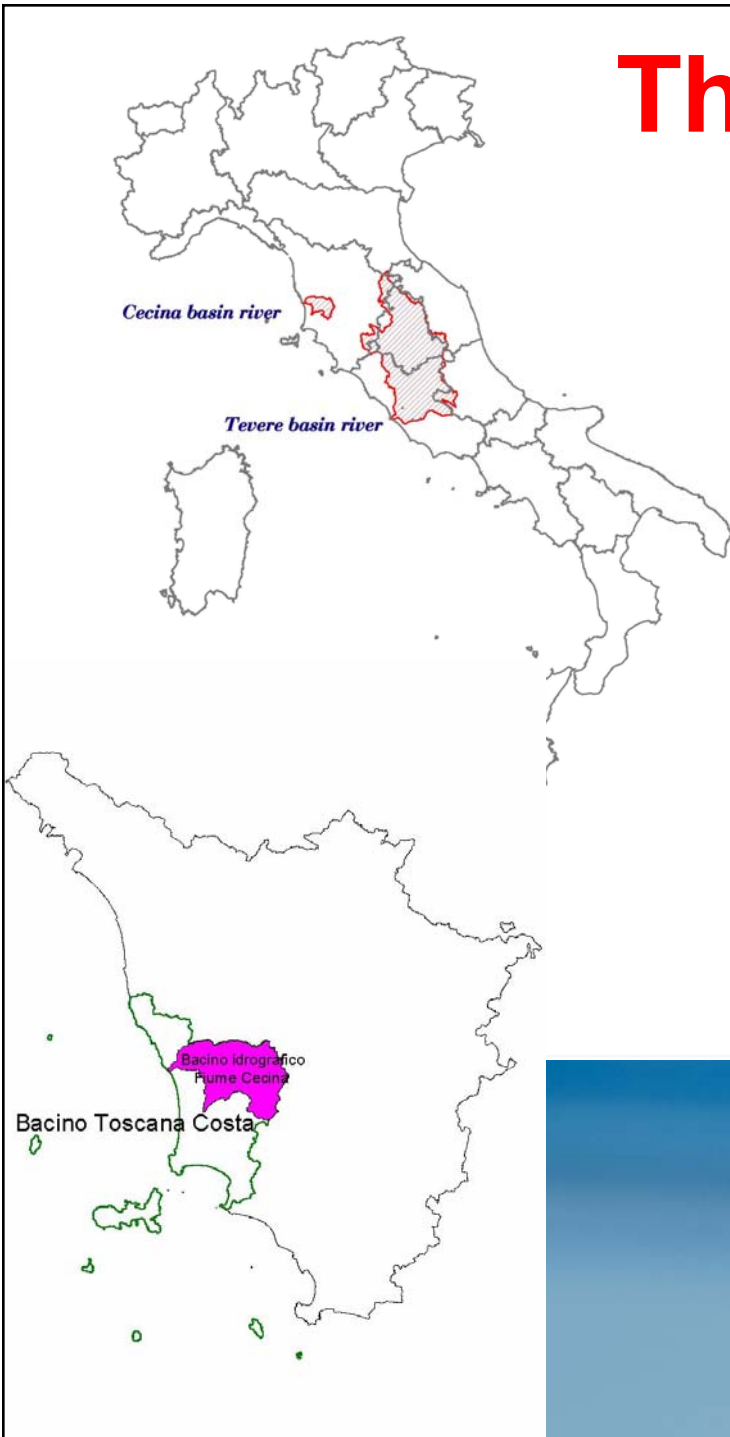 Th
Cecina basin river
Tevere basin river
Bacino idrografico
Fiume Cecina
Bacino Toscana Costa